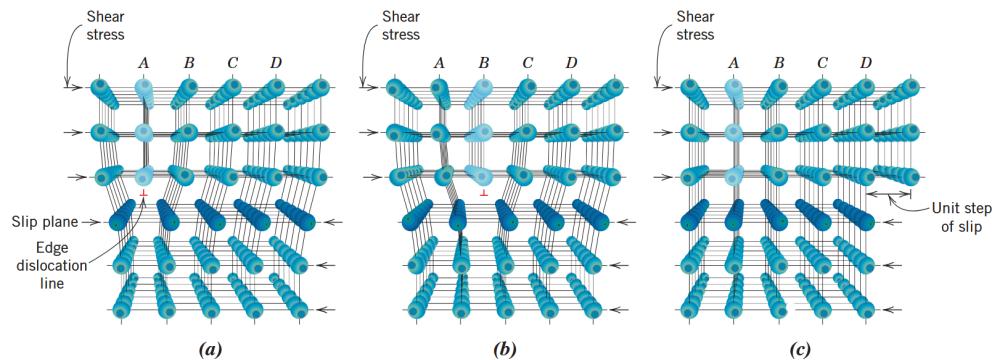 Shear
stress
A B C D
Slip plane
Edge
dislocation
line
(a)
Shear
stress
A B C D
(b)
Shear
stress
A B C D
Unit step
of slip
(c)